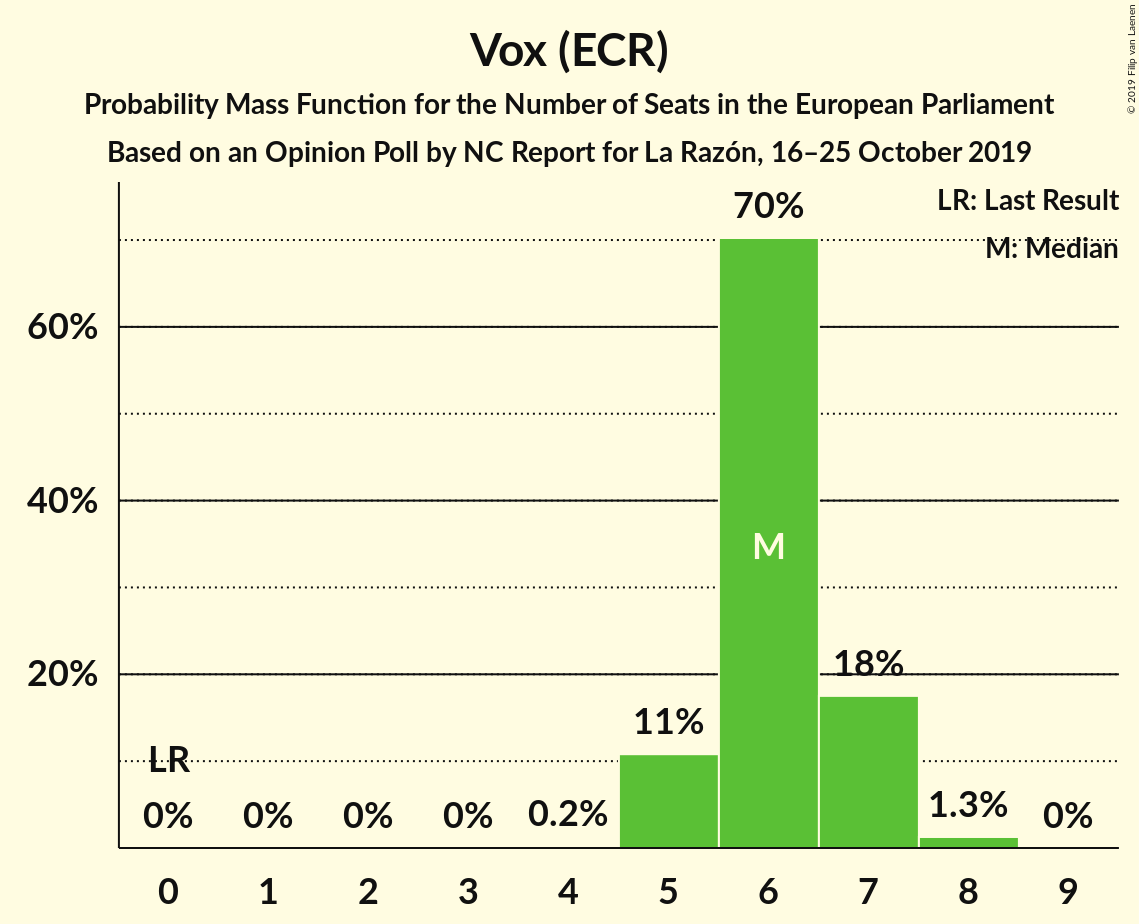 Vox (ECR)
Probability Mass Function for the Number of Seats in the European Parliament
Based on an Opinion Poll by NC Report for La Razón, 16–25 October 2019
© 2019 Filip van Laenen
LR: Last Result
M: Median
60%
40%
20%
LR
0%
0%
0%
0%
0.2%
11%
70%
M
18%
1.3%
0%
0 1 2 3 4 5 6 7 8 9